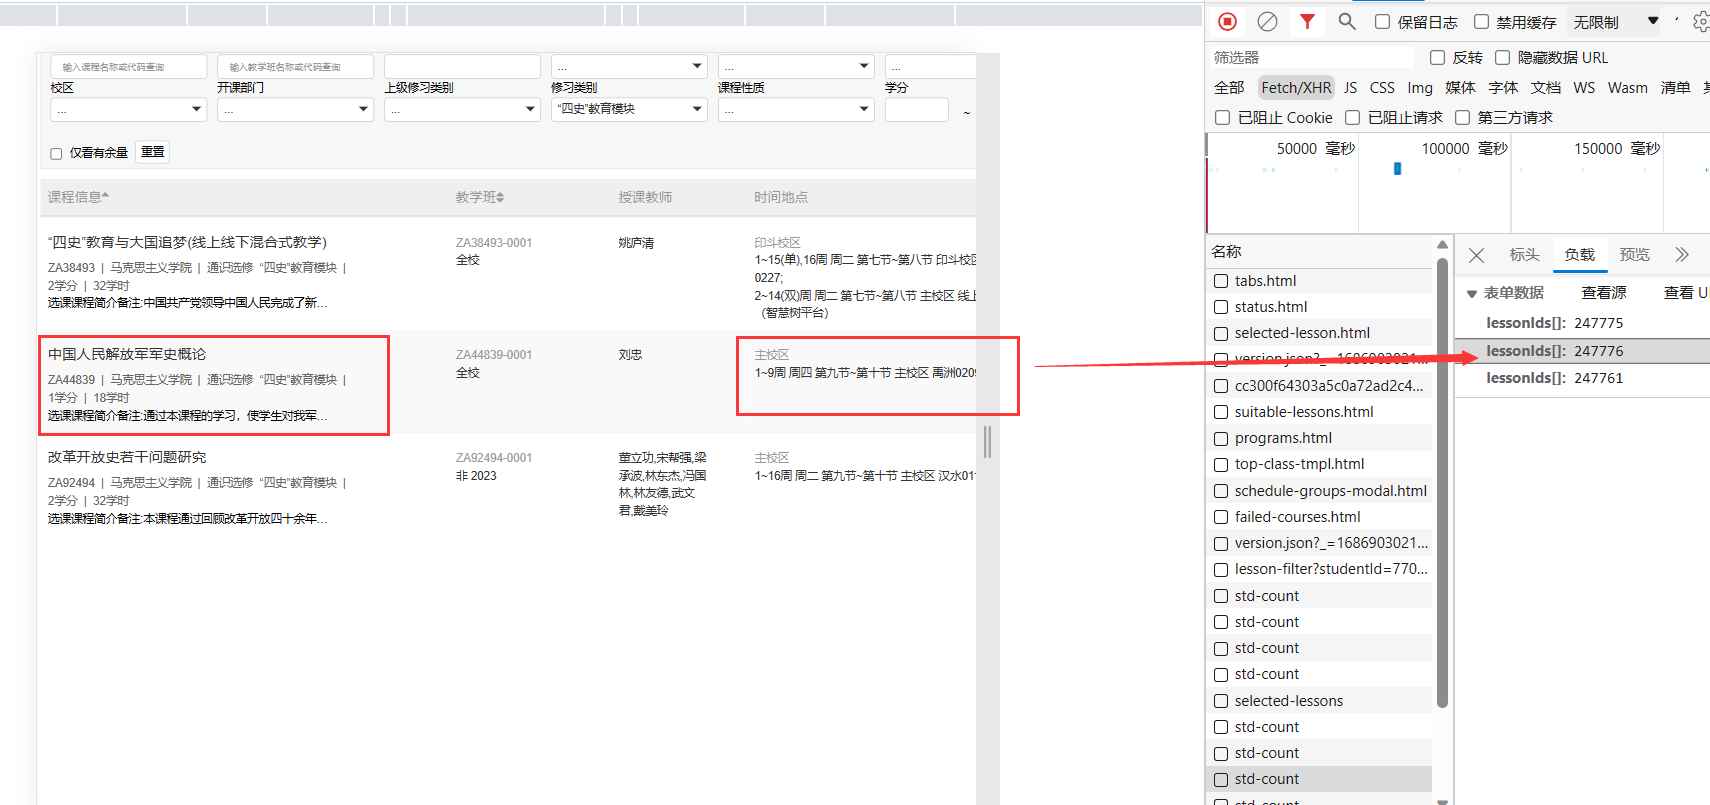 输入课程名称或代码查询
输入教学班名称或代码查询
...
...
...
校区
开课部门
上级修习类别
修习类别
课程性质
学分
...
...
...
“四史”教育模块
...
~
仅看有余量
重置
课程信息
教学班
授课教师
时间地点
“四史”教育与大国追梦(线上线下混合式教学)
ZA38493 | 马克思主义学院 | 通识选修 “四史”教育模块 |
2学分 | 32学时
选课课程简介备注:中国共产党领导中国人民完成了新...
ZA38493-0001
全校
姚庐清
印斗校区
1~15(单),16周 周二 第七节~第八节 印斗校区
0227;
2~14(双)周 周二 第七节~第八节 主校区 线上
(智慧树平台)
中国人民解放军军史概论
ZA44839 | 马克思主义学院 | 通识选修 “四史”教育模块 |
1学分 | 18学时
选课课程简介备注:通过本课程的学习，使学生对我军...
ZA44839-0001
全校
刘忠
主校区
1~9周 周四 第九节~第十节 主校区 禹洲0209
改革开放史若干问题研究
ZA92494 | 马克思主义学院 | 通识选修 “四史”教育模块 |
2学分 | 32学时
选课课程简介备注:本课程通过回顾改革开放四十余年...
ZA92494-0001
非 2023
董立功,宋帮强,梁
承波,林东杰,冯国
林,林友德,武文
君,戴美玲
主校区
1~16周 周二 第九节~第十节 主校区 汉水01
保留日志
禁用缓存
无限制
筛选器
反转
隐藏数据 URL
全部
Fetch/XHR
JS
CSS
Img
媒体
字体
文档
WS
Wasm
清单
已阻止 Cookie
已阻止请求
第三方请求
50000 毫秒
100000 毫秒
150000 毫秒
名称
tabs.html
status.html
selected-lesson.html
version.json?_=1686903021...
cc300f64303a5c0a72ad2c4...
suitable-lessons.html
programs.html
top-class-tmpl.html
schedule-groups-modal.html
failed-courses.html
version.json?_=1686903021...
lesson-filter?studentId=770...
std-count
std-count
std-count
std-count
selected-lessons
std-count
std-count
std-count
std-count
标头
负载
预览
表单数据
查看源
查看 U
lessonIds[]: 247775
lessonIds[]: 247776
lessonIds[]: 247761